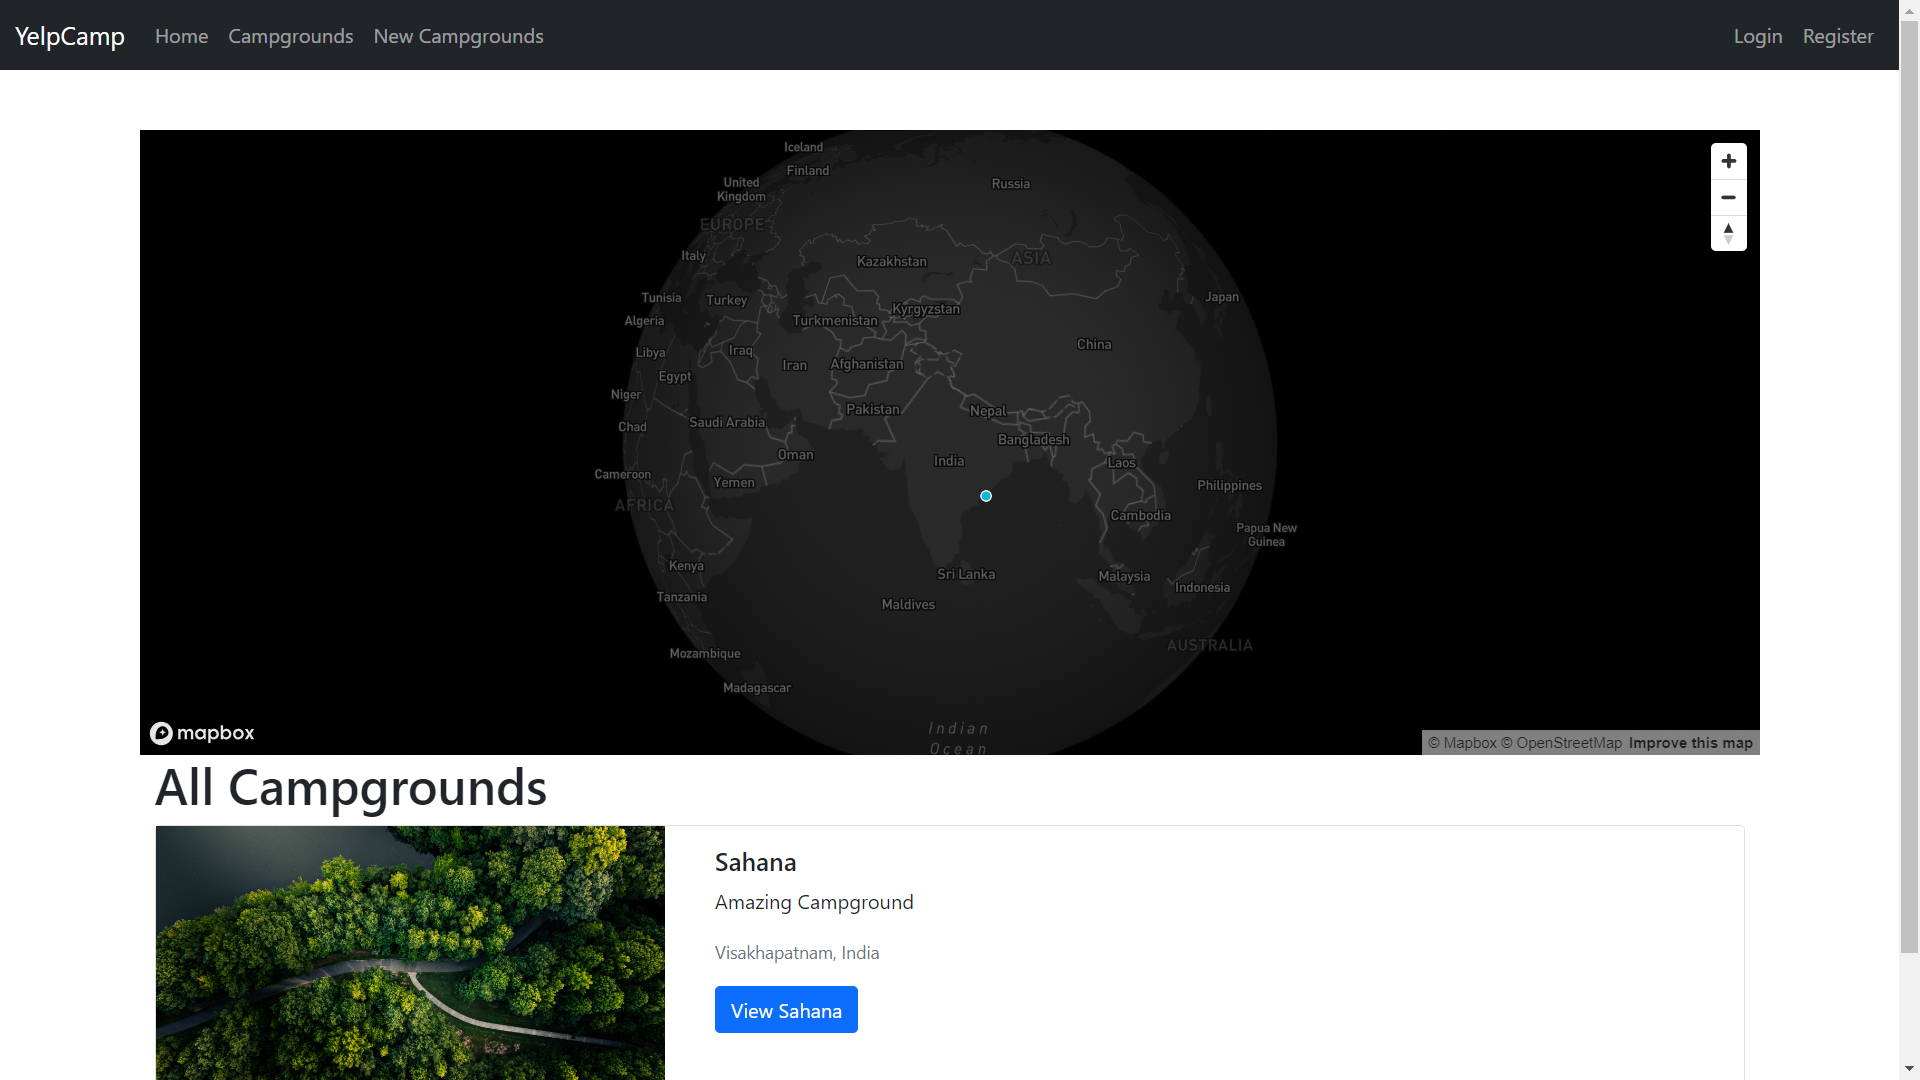 YelpCamp Home Campgrounds New Campgrounds Login Register
Iceland
Finland
United
Kingdom
Russia
EUROPE
Italy
Kazakhstan
ASIA
Tunisia
Turkey
Japan
Kyrgyzstan
Algeria
Turkmenistan
China
Libya
Iraq
Iran
Afghanistan
Egypt
Niger
Pakistan
Nepal
Chad
Saudi Arabia
Bangladesh
Oman
India
Laos
Cameroon
Yemen
Philippines
AFRICA
Cambodia
Papua New
Guinea
Kenya
Sri Lanka
Malaysia
Indonesia
Tanzania
Maldives
AUSTRALIA
Mozambique
Madagascar
Indian
Ocean
mapbox
© Mapbox © OpenStreetMap Improve this map
All Campgrounds
Sahana
Amazing Campground
Visakhapatnam, India
View Sahana